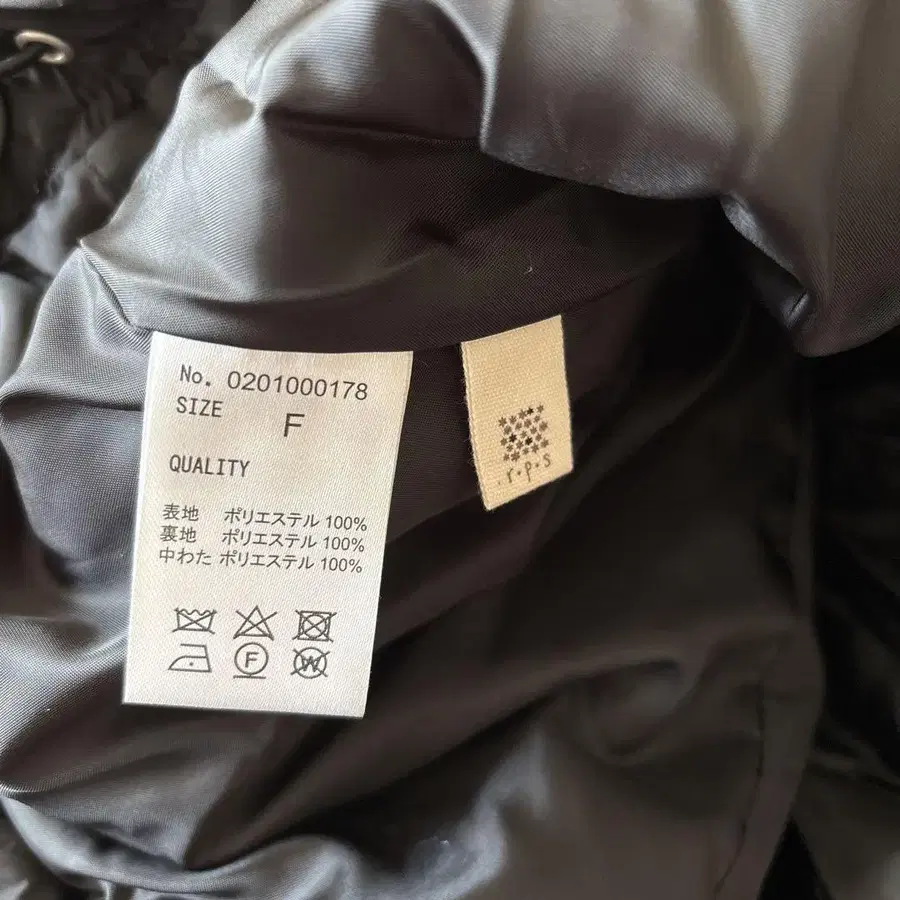 No. 0201000178
SIZE F
QUALITY
表地 ポリエステル 100%
裏地 ポリエステル 100%
中わた ポリエステル 100%
F
W
r・p・s